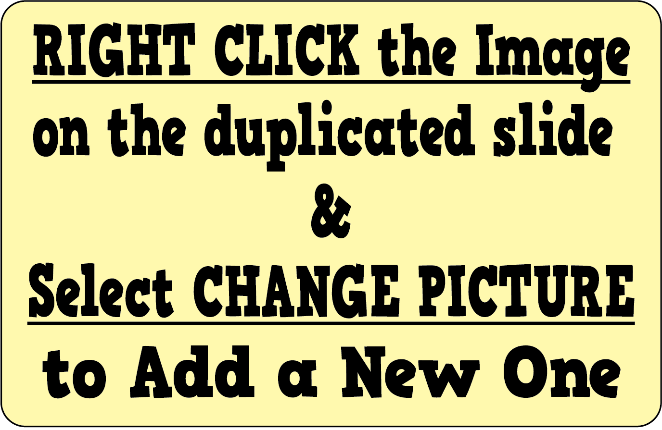 RIGHT CLICK the Image
on the duplicated slide
&
Select CHANGE PICTURE
to Add a New One